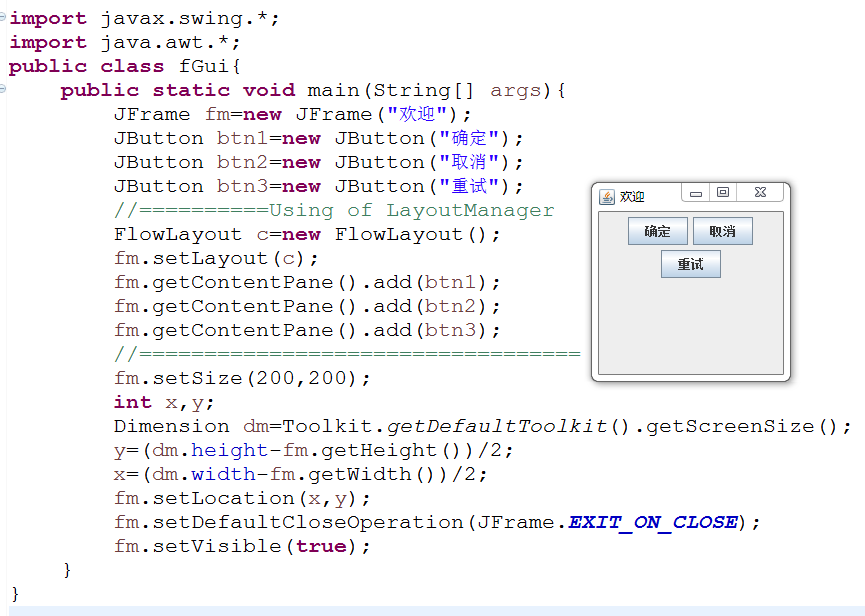 import javax.swing.*;
import java.awt.*;
public class fGui{
    public static void main(String[] args){
        JFrame fm=new JFrame("欢迎");
        JButton btn1=new JButton("确定");
        JButton btn2=new JButton("取消");
        JButton btn3=new JButton("重试");
        //==========Using of LayoutManager
        FlowLayout c=new FlowLayout();
        fm.setLayout(c);
        fm.getContentPane().add(btn1);
        fm.getContentPane().add(btn2);
        fm.getContentPane().add(btn3);
        //==================================
        fm.setSize(200,200);
        int x,y;
        Dimension dm=Toolkit.getDefaultToolkit().getScreenSize();
        y=(dm.height-fm.getHeight())/2;
        x=(dm.width-fm.getWidth())/2;
        fm.setLocation(x,y);
        fm.setDefaultCloseOperation(JFrame.EXIT_ON_CLOSE);
        fm.setVisible(true);
    }
}
欢迎
确定 取消
重试